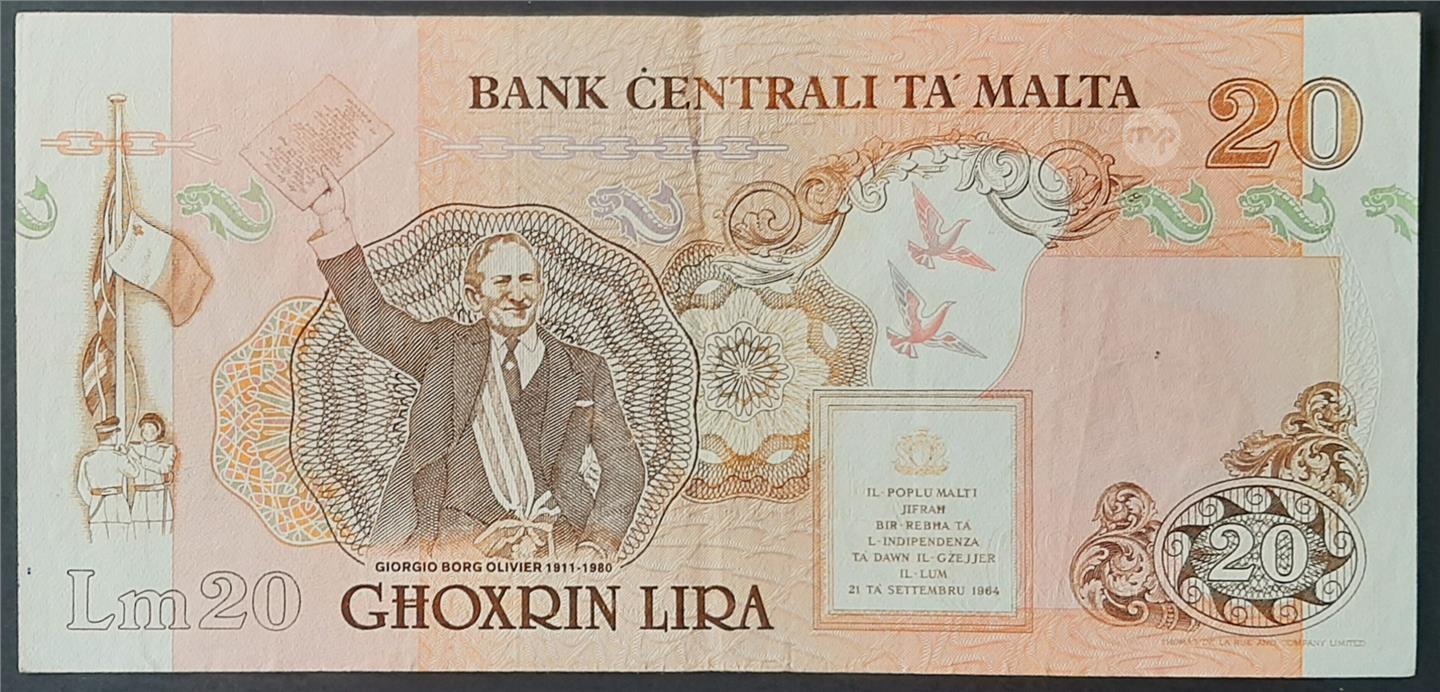 BANK ĊENTRALI TA' MALTA
20
GIORGIO BORG OLIVIER 1911-1980
Lm 20
GĦOXRIN LIRA
IL-POPLU MALTI
JIFRAĦ
BIR-REBĦA TA'
L-INDIPENDENZA
TA' DAWN IL-GŻEJJER
IL-LUM
21 TA' SETTEMBRU 1964
20
THOMAS DE LA RUE AND COMPANY LIMITED